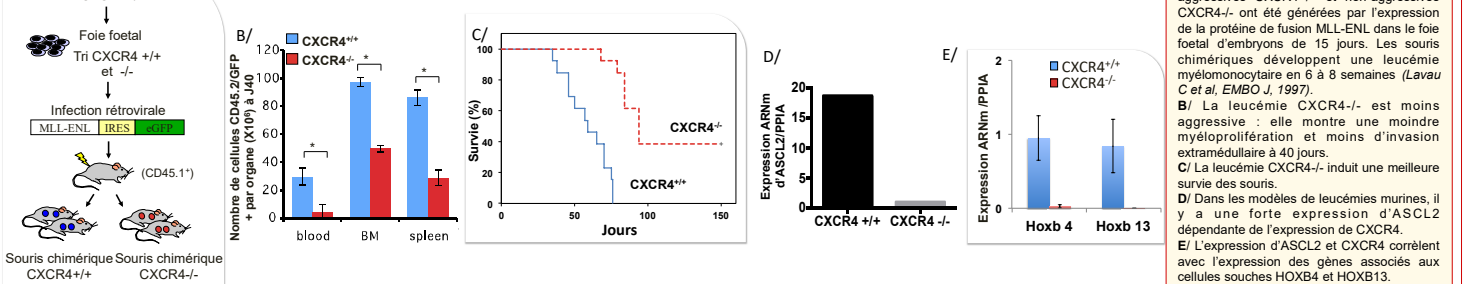 Foie foetal
Tri CXCR4 +/+
et -/-
Infection rétrovirale
MLL-ENL IRES eGFP
(CD45.1⁺)
Souris chimérique Souris chimérique
CXCR4+/+ CXCR4-/-
B/
Nombre de cellules CD45.2/GFP
+ par organe (X10⁶) à J40
CXCR4+/+
CXCR4-/-
120
100
80
60
40
20
0
*
*
*
blood BM spleen
C/
Survie (%)
100
80
60
40
20
0
CXCR4-/-
CXCR4+/+
0 50 100 150
Jours
D/
Expression ARNm
d'ASCL2/PPIA
20
15
10
5
0
CXCR4 +/+ CXCR4 -/-
E/
Expression ARNm /PPIA
2
1
0
CXCR4+/+
CXCR4-/-
Hoxb 4 Hoxb 13
CXCR4-/- ont été générées par l'expression
de la protéine de fusion MLL-ENL dans le foie
foetal d'embryons de 15 jours. Les souris
chimériques développent une leucémie
myélomonocytaire en 6 à 8 semaines (Lavau
C et al, EMBO J, 1997).
B/ La leucémie CXCR4-/- est moins
aggressive : elle montre une moindre
myéloprolifération et moins d'invasion
extramédullaire à 40 jours.
C/ La leucémie CXCR4-/- induit une meilleure
survie des souris.
D/ Dans les modèles de leucémies murines, il
y a une forte expression d'ASCL2
dépendante de l'expression de CXCR4.
E/ L'expression d'ASCL2 et CXCR4 corrèlent
avec l'expression des gènes associés aux
cellules souches HOXB4 et HOXB13.